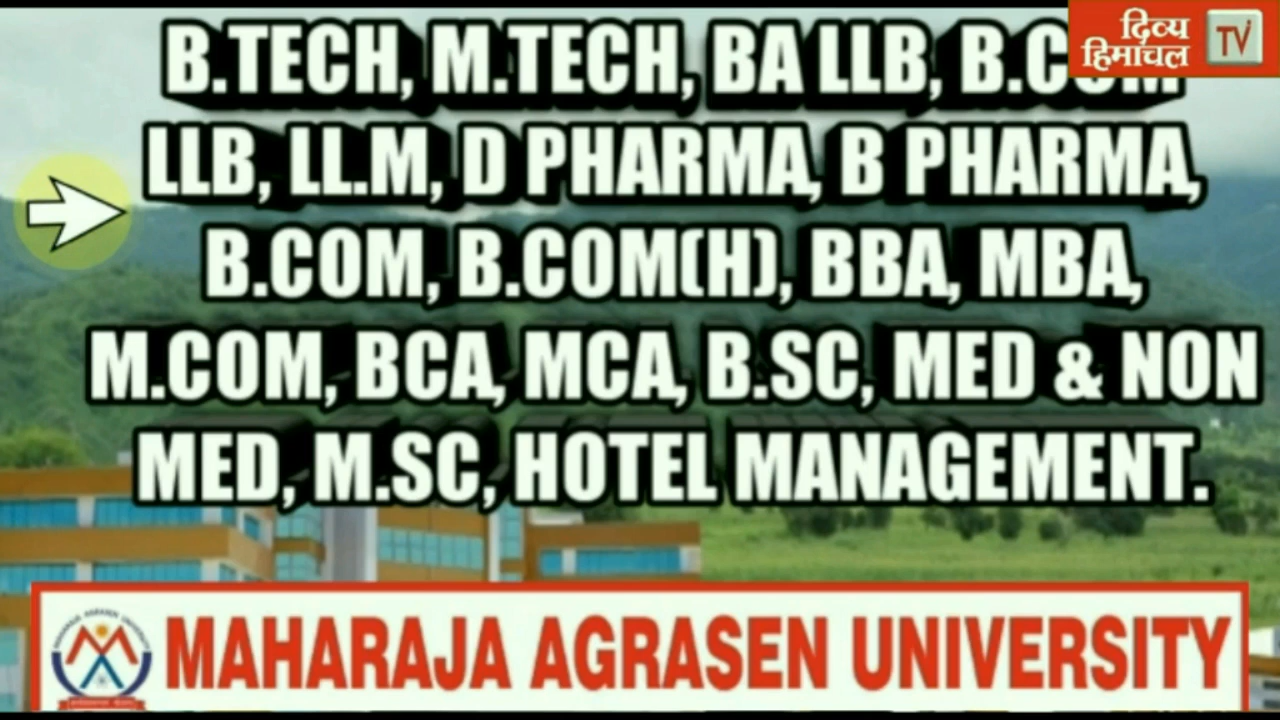 B.TECH, M.TECH, BA LLB, B.COM
दिव्य
हिमाचल
TV
LLB, LL.M, D PHARMA, B PHARMA,
B.COM, B.COM(H), BBA, MBA,
M.COM, BCA, MCA, B.SC, MED & NON
MED, M.SC, HOTEL MANAGEMENT.
MAHARAJA AGRASEN UNIVERSITY